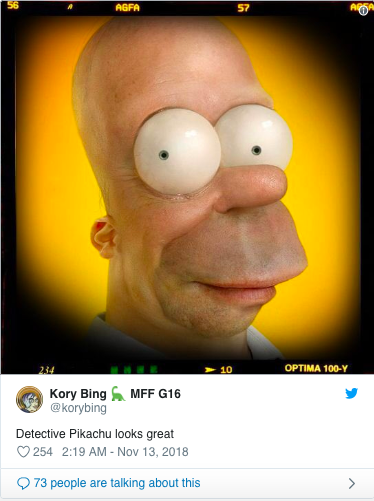 56 AGFA 57 AGFA
234 10 OPTIMA 100-Y
Kory Bing 🦕 MFF G16
@korybing
Detective Pikachu looks great
254 2:19 AM - Nov 13, 2018
73 people are talking about this